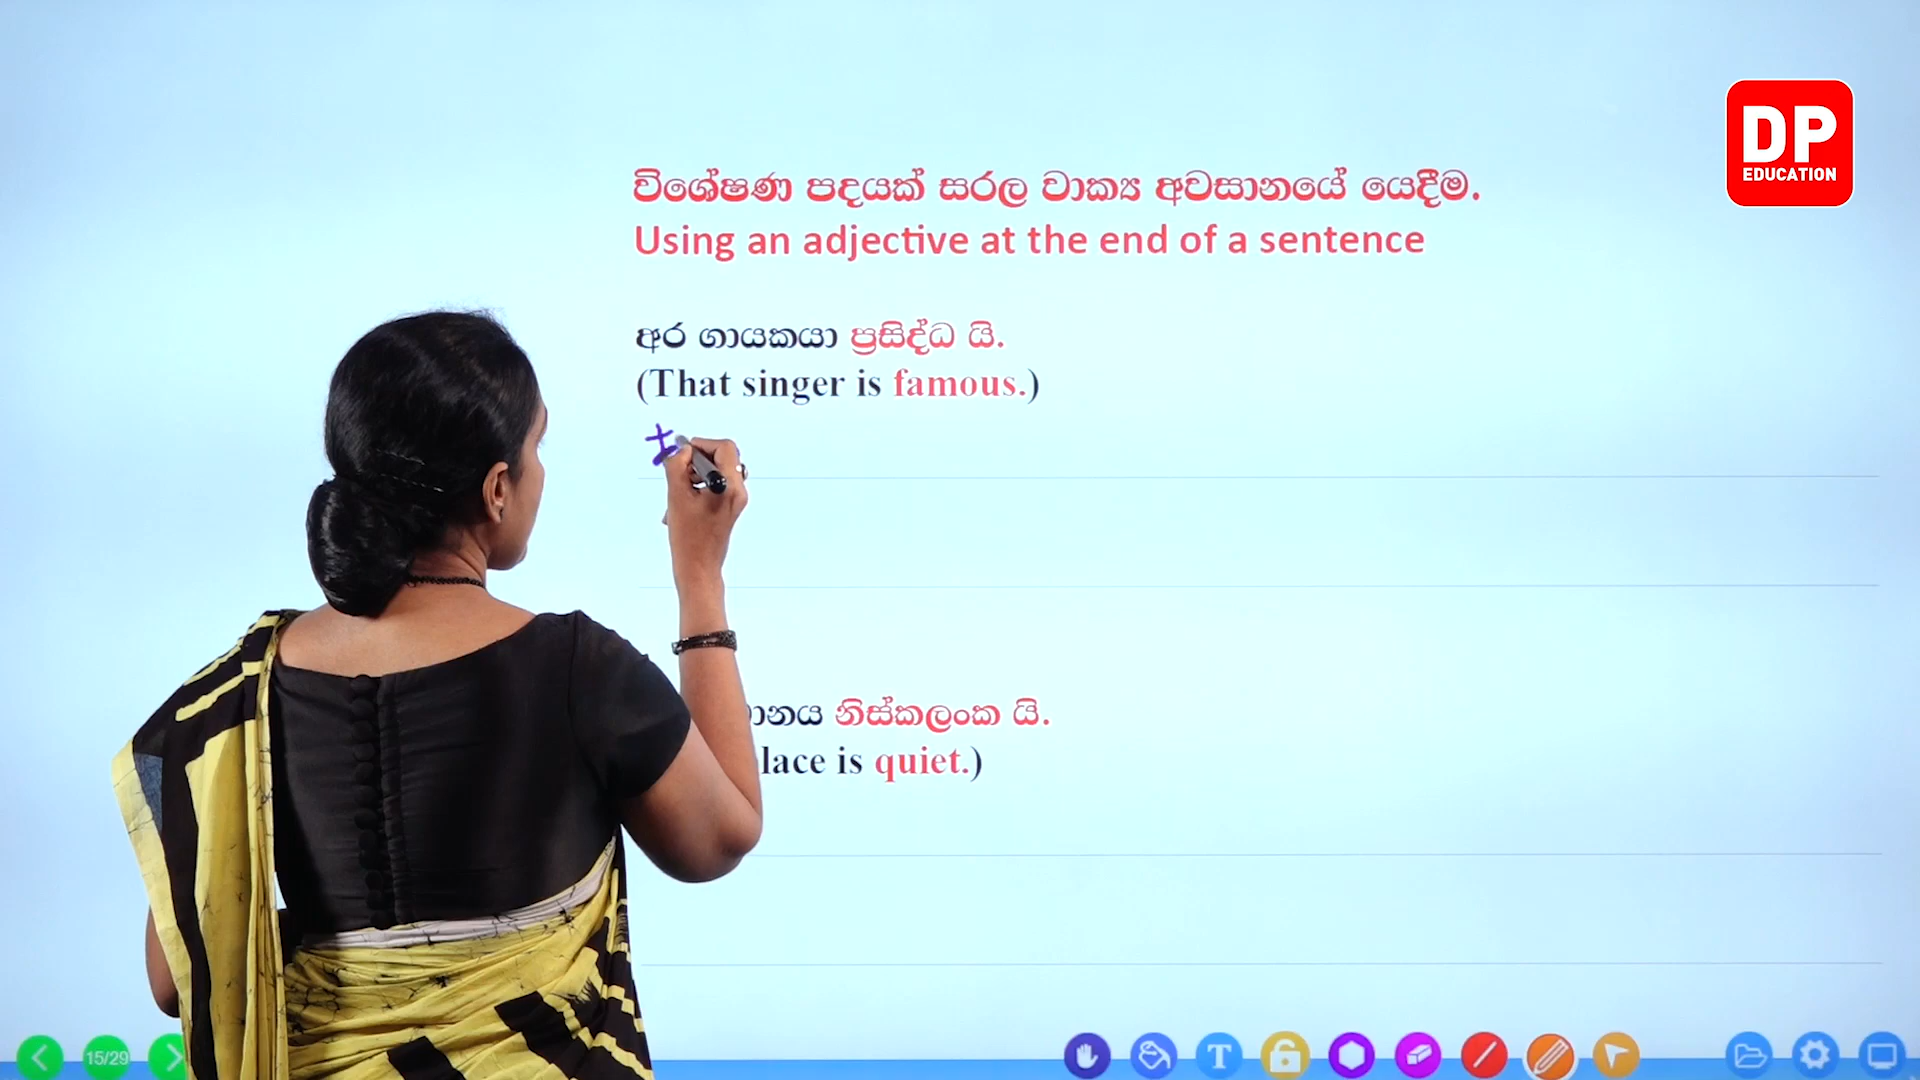 DP
EDUCATION
විශේෂණ පදයක් සරල වාක්‍ය අවසානයේ යෙදීම.
Using an adjective at the end of a sentence
අර ගායකයා ප්‍රසිද්ධ යි.
(That singer is famous.)
නිස්කලංක යි.
is quiet.)
15/29
T